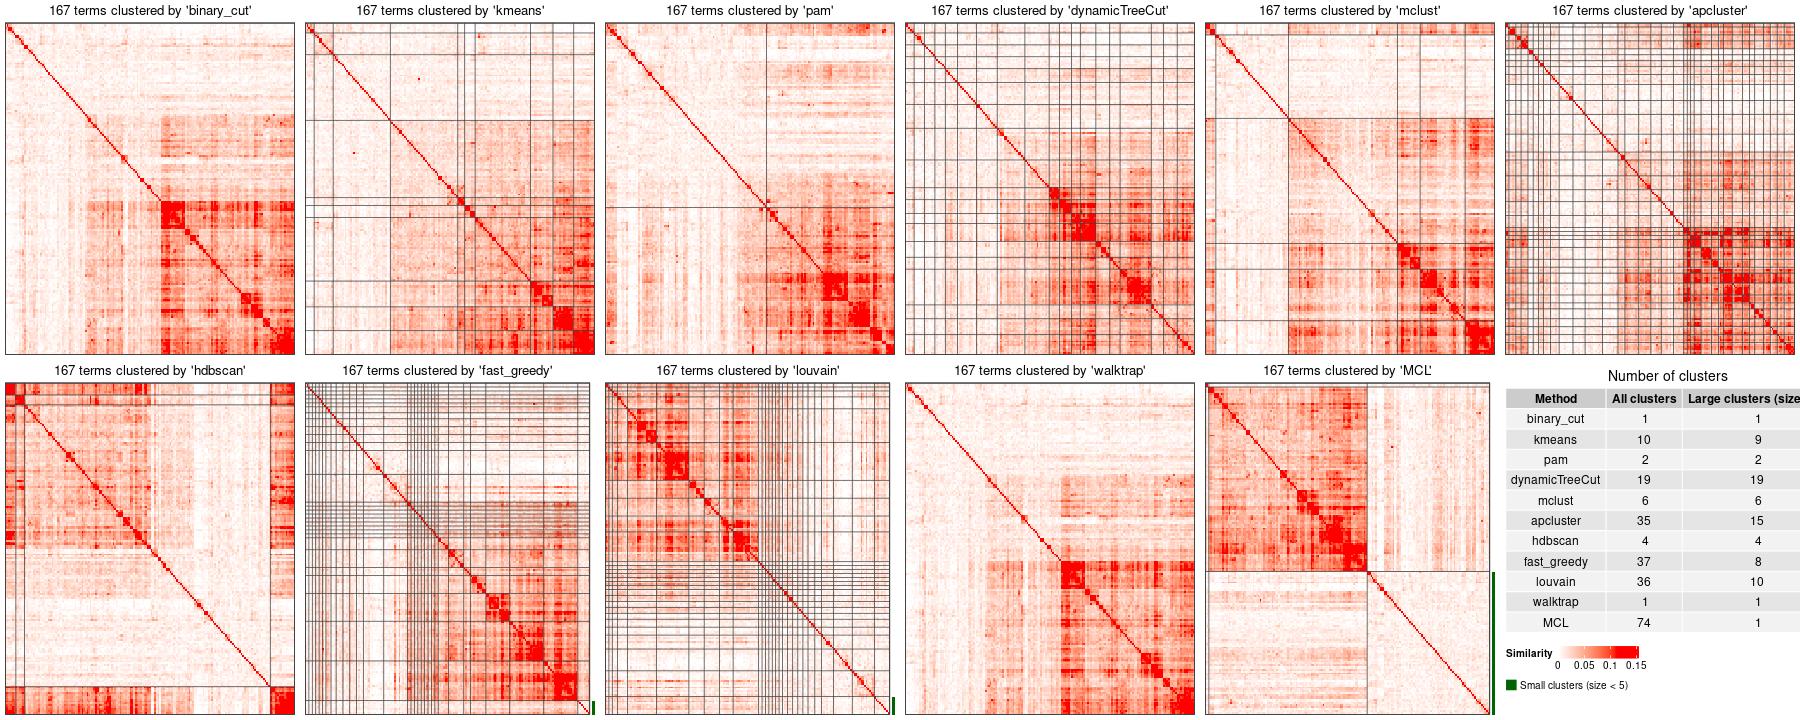 167 terms clustered by 'binary_cut'
167 terms clustered by 'kmeans'
167 terms clustered by 'pam'
167 terms clustered by 'dynamicTreeCut'
167 terms clustered by 'mclust'
167 terms clustered by 'apcluster'
167 terms clustered by 'hdbscan'
167 terms clustered by 'fast_greedy'
167 terms clustered by 'louvain'
167 terms clustered by 'walktrap'
167 terms clustered by 'MCL'
Number of clusters
Method All clusters Large clusters (size
binary_cut 1 1
kmeans 10 9
pam 2 2
dynamicTreeCut 19 19
mclust 6 6
apcluster 35 15
hdbscan 4 4
fast_greedy 37 8
louvain 36 10
walktrap 1 1
MCL 74 1
Similarity
0 0.05 0.1 0.15
Small clusters (size < 5)